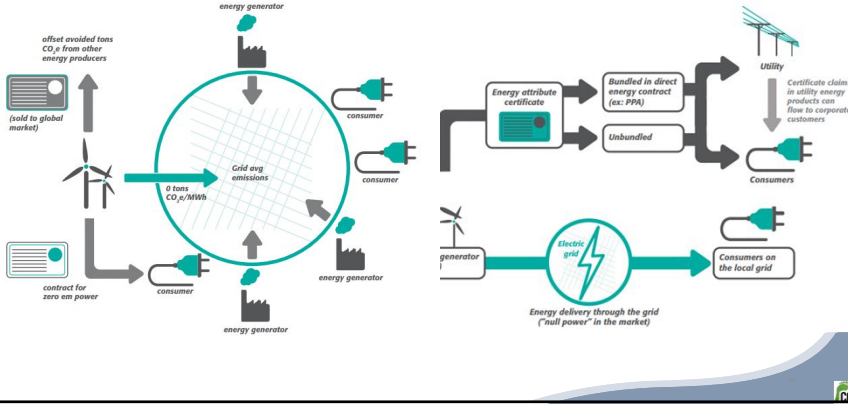 energy generator
offset avoided tons
CO2e from other
energy producers
(sold to global
market)
consumer
consumer
Grid avg
emissions
0 tons
CO2e/MWh
contract for
zero em power
consumer
energy generator
energy generator
Energy attribute
certificate
Bundled in direct
energy contract
(ex: PPA)
Unbundled
Utility
Certificate claims
in utility energy
products can
flow to corporate
customers
Consumers
generator
Electric
grid
Consumers on
the local grid
Energy delivery through the grid
("null power" in the market)